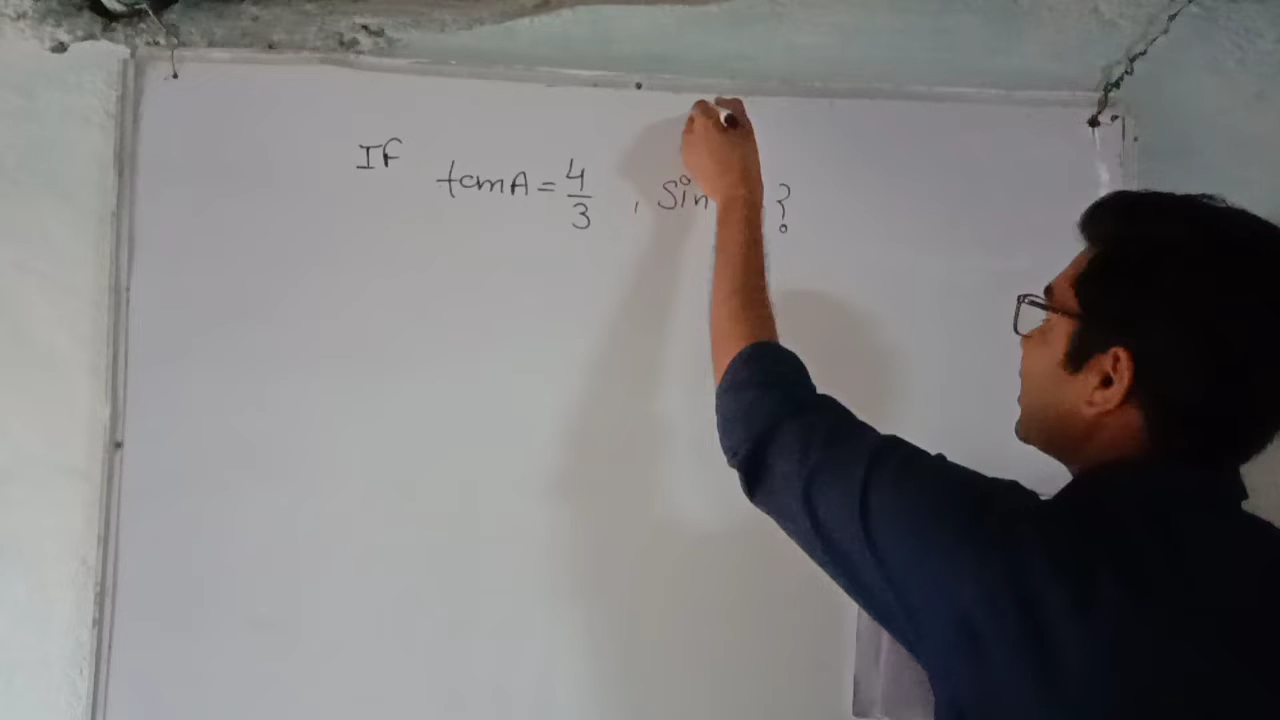 IF
tanA = 4/3 , Sin ?